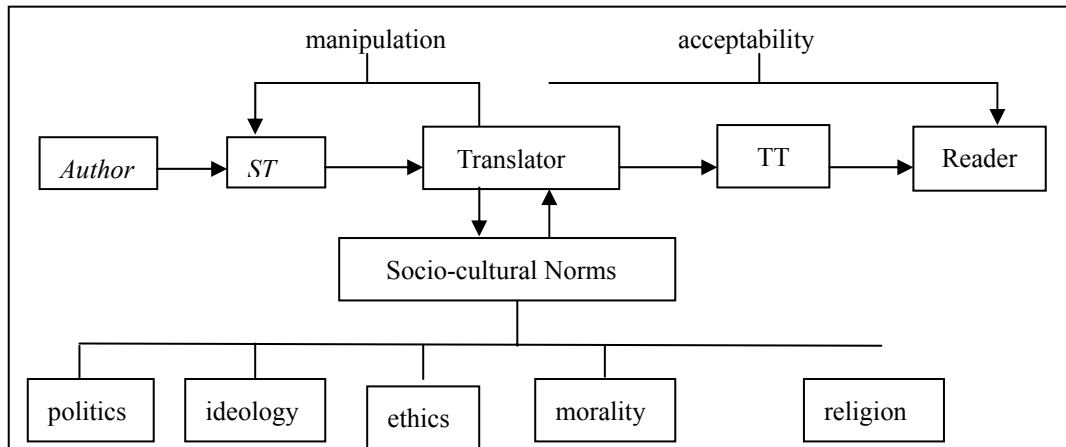 manipulation
acceptability
Author
ST
Translator
TT
Reader
Socio-cultural Norms
politics
ideology
ethics
morality
religion